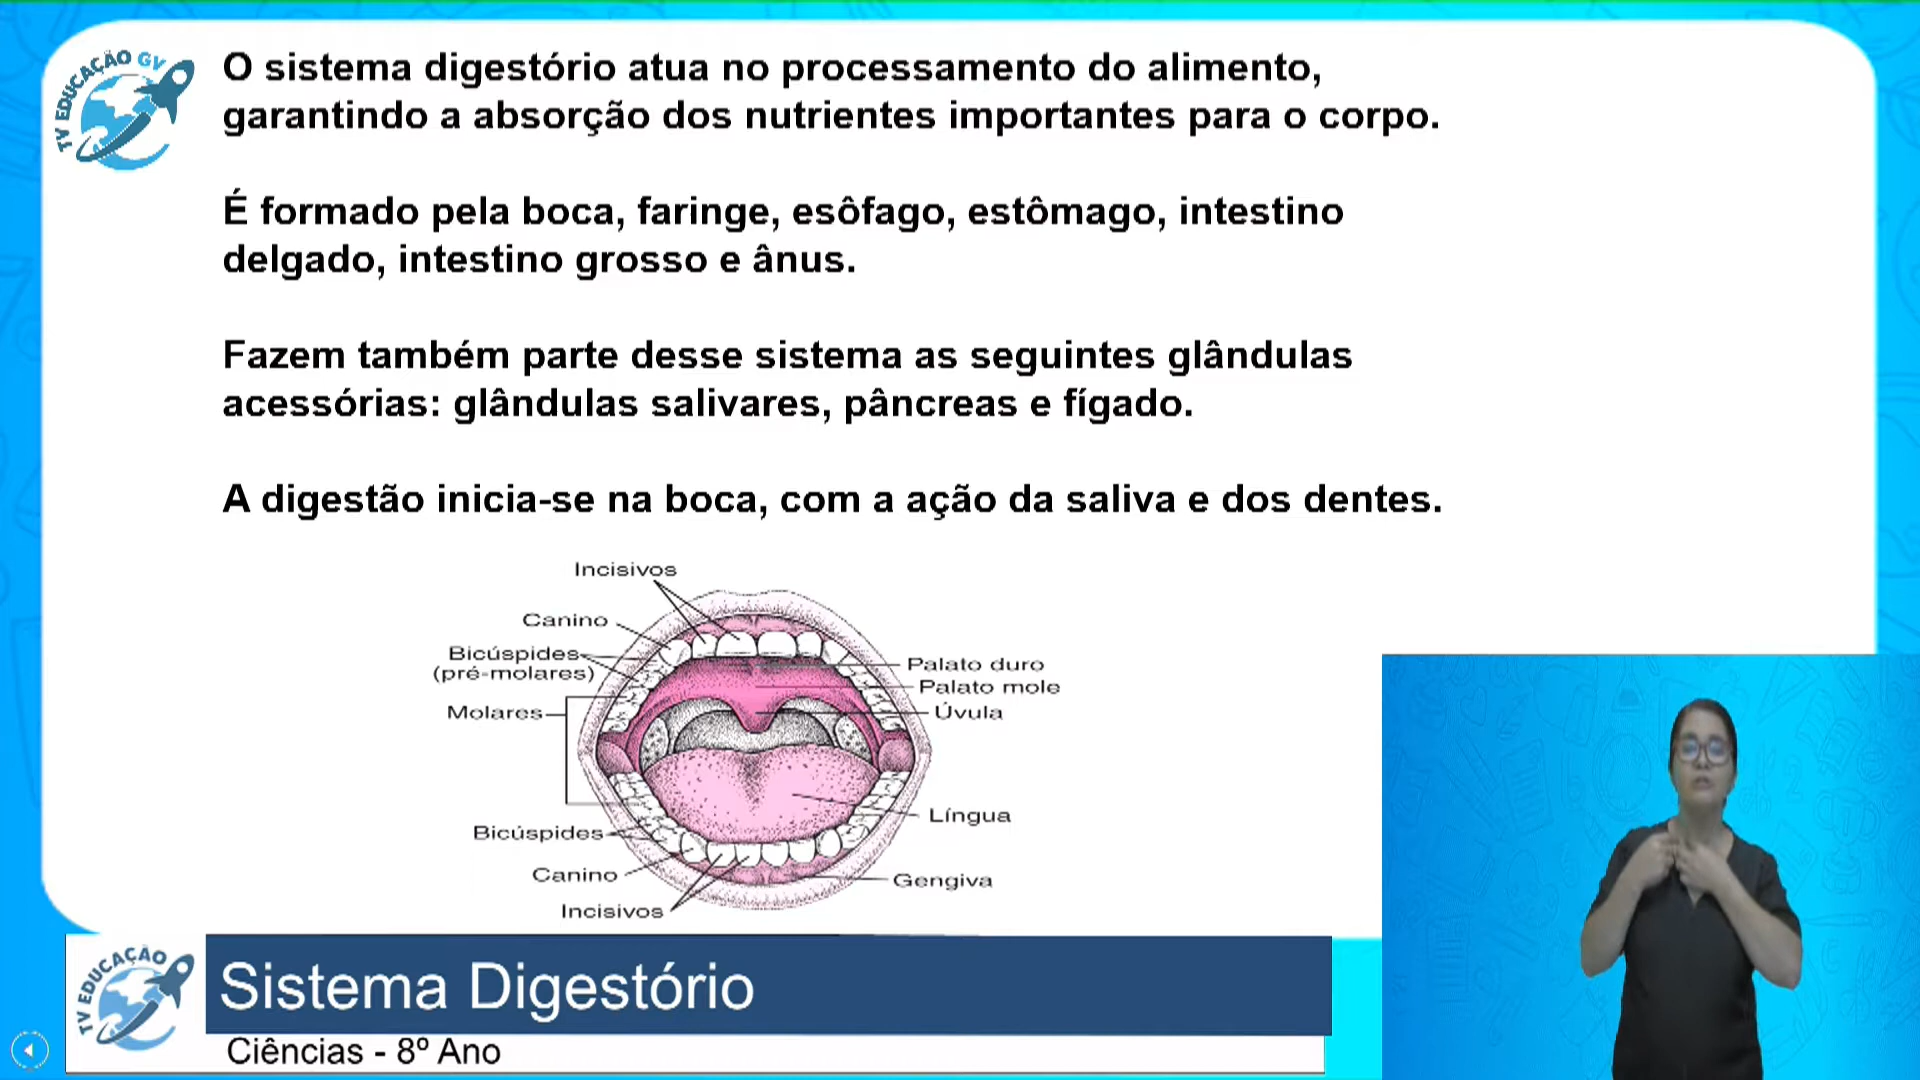 TV EDUCAÇÃO GV
O sistema digestório atua no processamento do alimento,
garantindo a absorção dos nutrientes importantes para o corpo.
É formado pela boca, faringe, esôfago, estômago, intestino
delgado, intestino grosso e ânus.
Fazem também parte desse sistema as seguintes glândulas
acessórias: glândulas salivares, pâncreas e fígado.
A digestão inicia-se na boca, com a ação da saliva e dos dentes.
Incisivos
Canino
Bicúspides
(pré-molares)
Molares
Bicúspides
Canino
Incisivos
Palato duro
Palato mole
Úvula
Língua
Gengiva
TV EDUCAÇÃO
Sistema Digestório
Ciências - 8º Ano